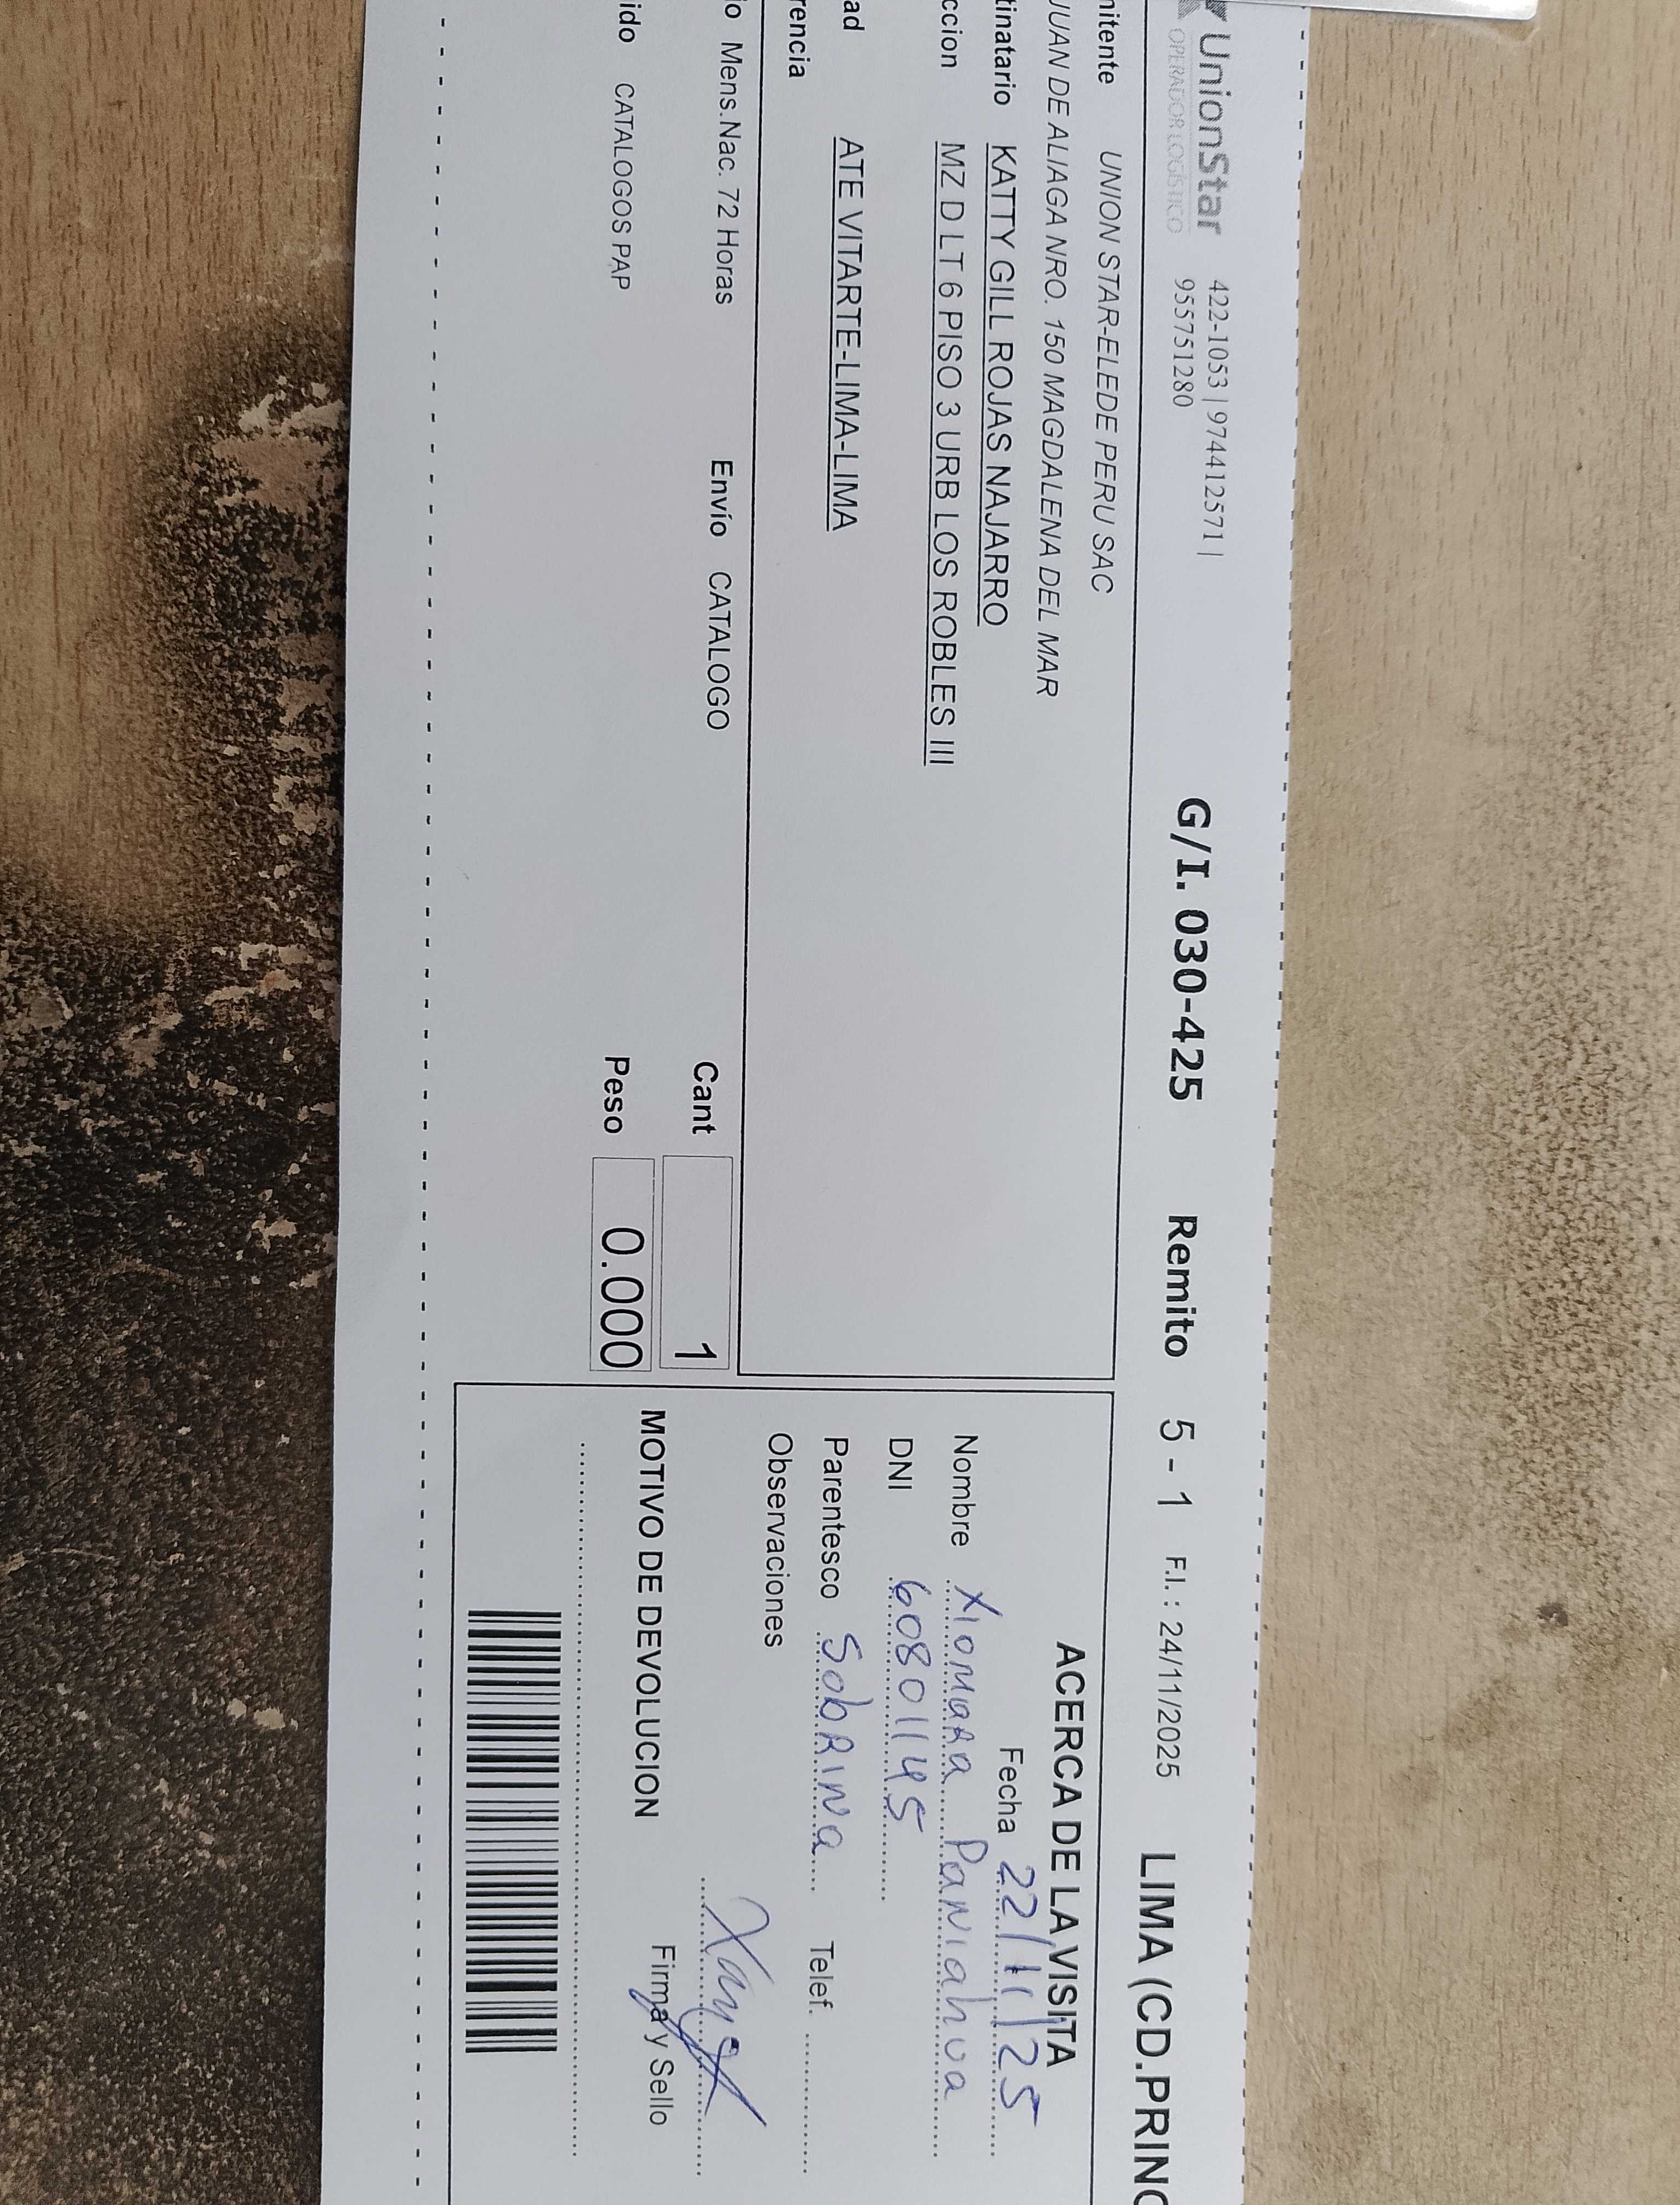 UnionStar
OPERADOR LOGÍSTICO
422-1053 | 974412571 |
955751280
G/I. 030-425 Remito 5 - 1 F.I. : 24/11/2025 LIMA (CD.PRINC
nitente UNION STAR-ELEDE PERU SAC
JUAN DE ALIAGA NRO. 150 MAGDALENA DEL MAR
tinatario KATTY GILL ROJAS NAJARRO
ccion MZ D LT 6 PISO 3 URB LOS ROBLES III
ad ATE VITARTE-LIMA-LIMA
rencia
io Mens.Nac. 72 Horas Envío CATALOGO Cant 1
ido CATALOGOS PAP Peso 0.000
ACERCA DE LA VISITA
Fecha 22/11/25
Nombre XIOMARA Paniahua
DNI 60801145
Parentesco SobRINa Telef.
Observaciones
MOTIVO DE DEVOLUCION Firma y Sello